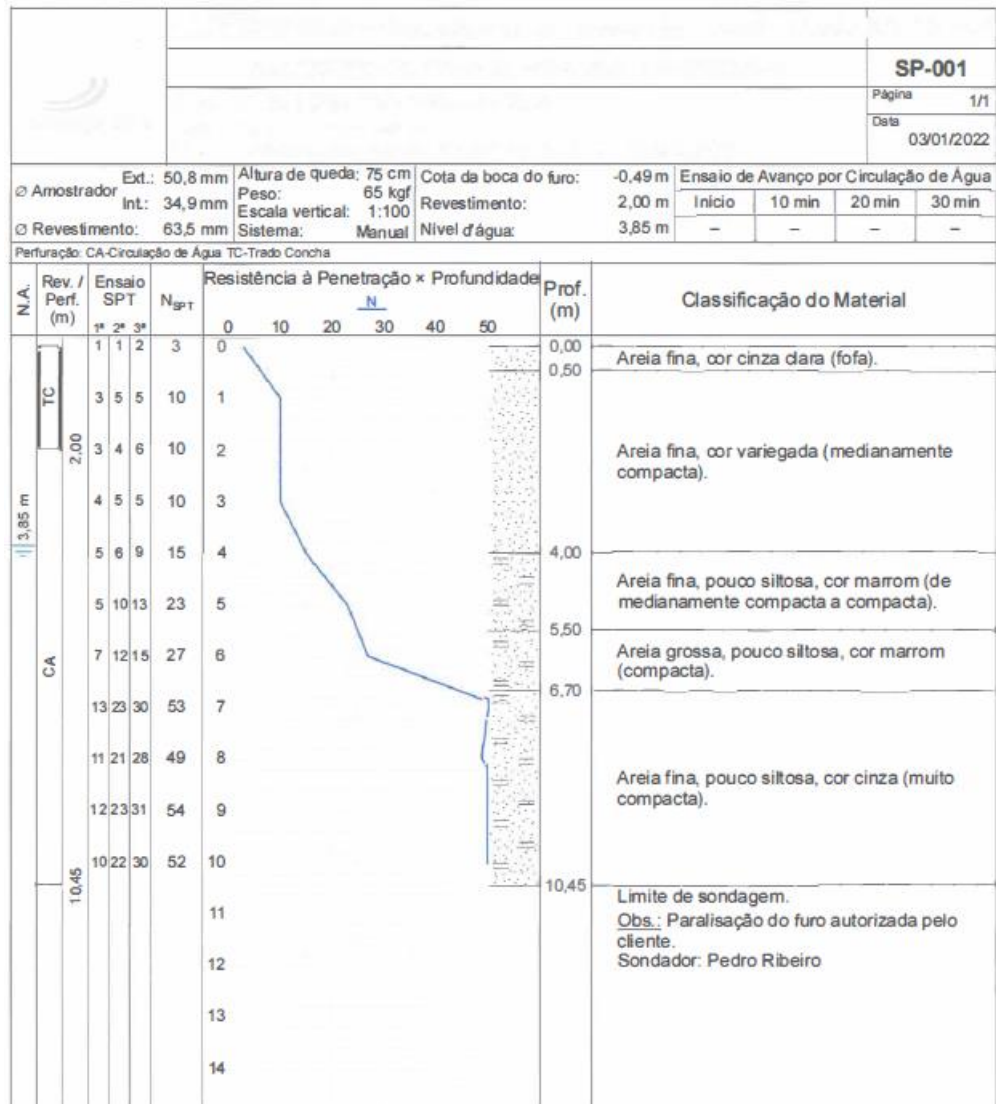 SP-001
Página 1/1
Data
03/01/2022
Ø Amostrador Ext.: 50,8 mm
Int.: 34,9 mm
Ø Revestimento: 63,5 mm
Altura de queda: 75 cm
Peso: 65 kgf
Escala vertical: 1:100
Sistema: Manual
Cota da boca do furo: -0,49 m
Revestimento: 2,00 m
Nível d'água: 3,85 m
Ensaio de Avanço por Circulação de Água
Início 10 min 20 min 30 min
– – – –
Perfuração: CA-Circulação de Água TC-Trado Concha
N.A.
Rev. / Perf. (m)
Ensaio SPT
1ª 2ª 3ª
NSPT
Resistência à Penetração × Profundidade
N
0 10 20 30 40 50
Prof. (m)
Classificação do Material
1 1 2 3 0
3 5 5 10 1
3 4 6 10 2
4 5 5 10 3
5 6 9 15 4
5 10 13 23 5
7 12 15 27 6
13 23 30 53 7
11 21 28 49 8
12 23 31 54 9
10 22 30 52 10
11
12
13
14
TC
2,00
3,85 m
CA
10,45
0,00
Areia fina, cor cinza clara (fofa).
0,50
Areia fina, cor variegada (medianamente
compacta).
4,00
Areia fina, pouco siltosa, cor marrom (de
medianamente compacta a compacta).
5,50
Areia grossa, pouco siltosa, cor marrom
(compacta).
6,70
Areia fina, pouco siltosa, cor cinza (muito
compacta).
10,45
Limite de sondagem.
Obs.: Paralisação do furo autorizada pelo
cliente.
Sondador: Pedro Ribeiro